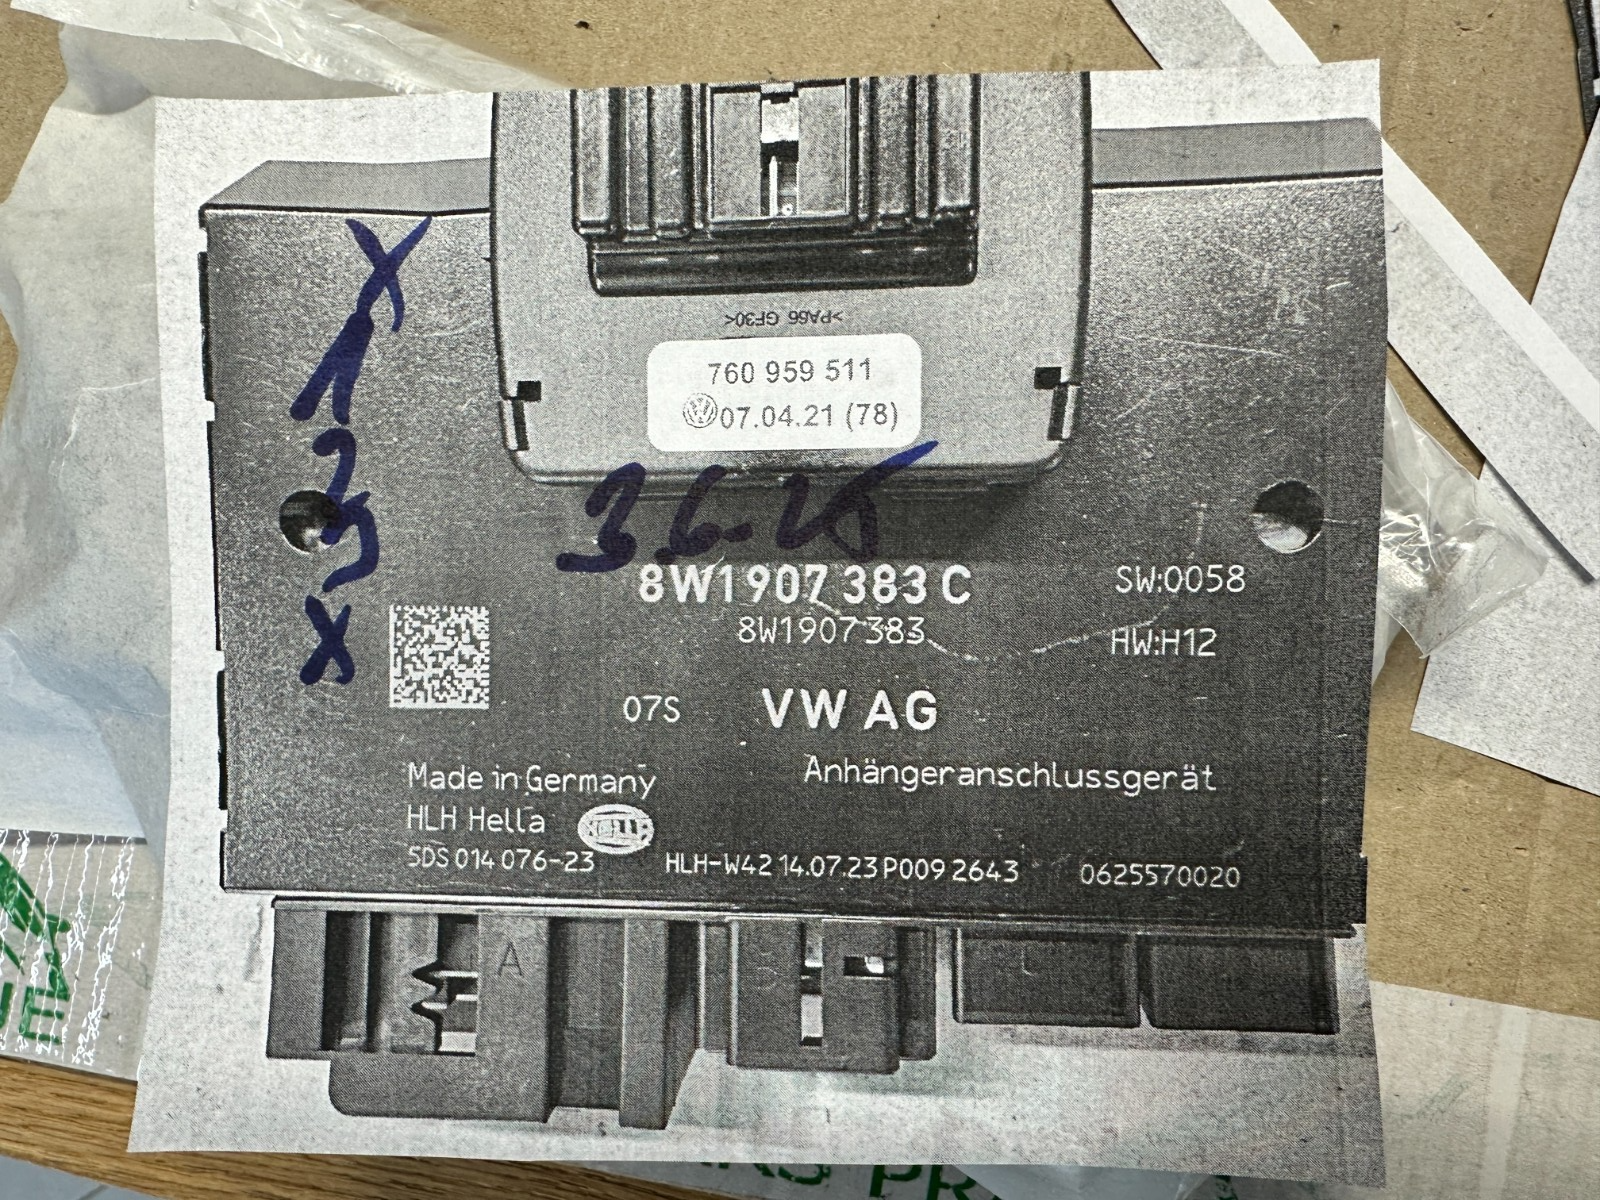 >PA66 GF30<
760 959 511
07.04.21 (78)
3.6.25
8W1907 383 C
SW:0058
8W1907 383
HW:H12
07S
VW AG
Made in Germany
Anhängeranschlussgerät
HLH Hella
HELLA
5DS 014 076-23
HLH-W42 14.07.23 P009 2643
0625570020
A